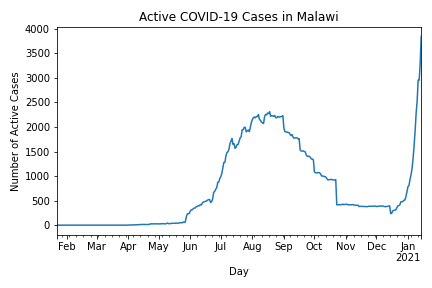 Active COVID-19 Cases in Malawi
4000
3500
3000
2500
2000
1500
1000
500
0
Number of Active Cases
Feb Mar Apr May Jun Jul Aug Sep Oct Nov Dec Jan
2021
Day